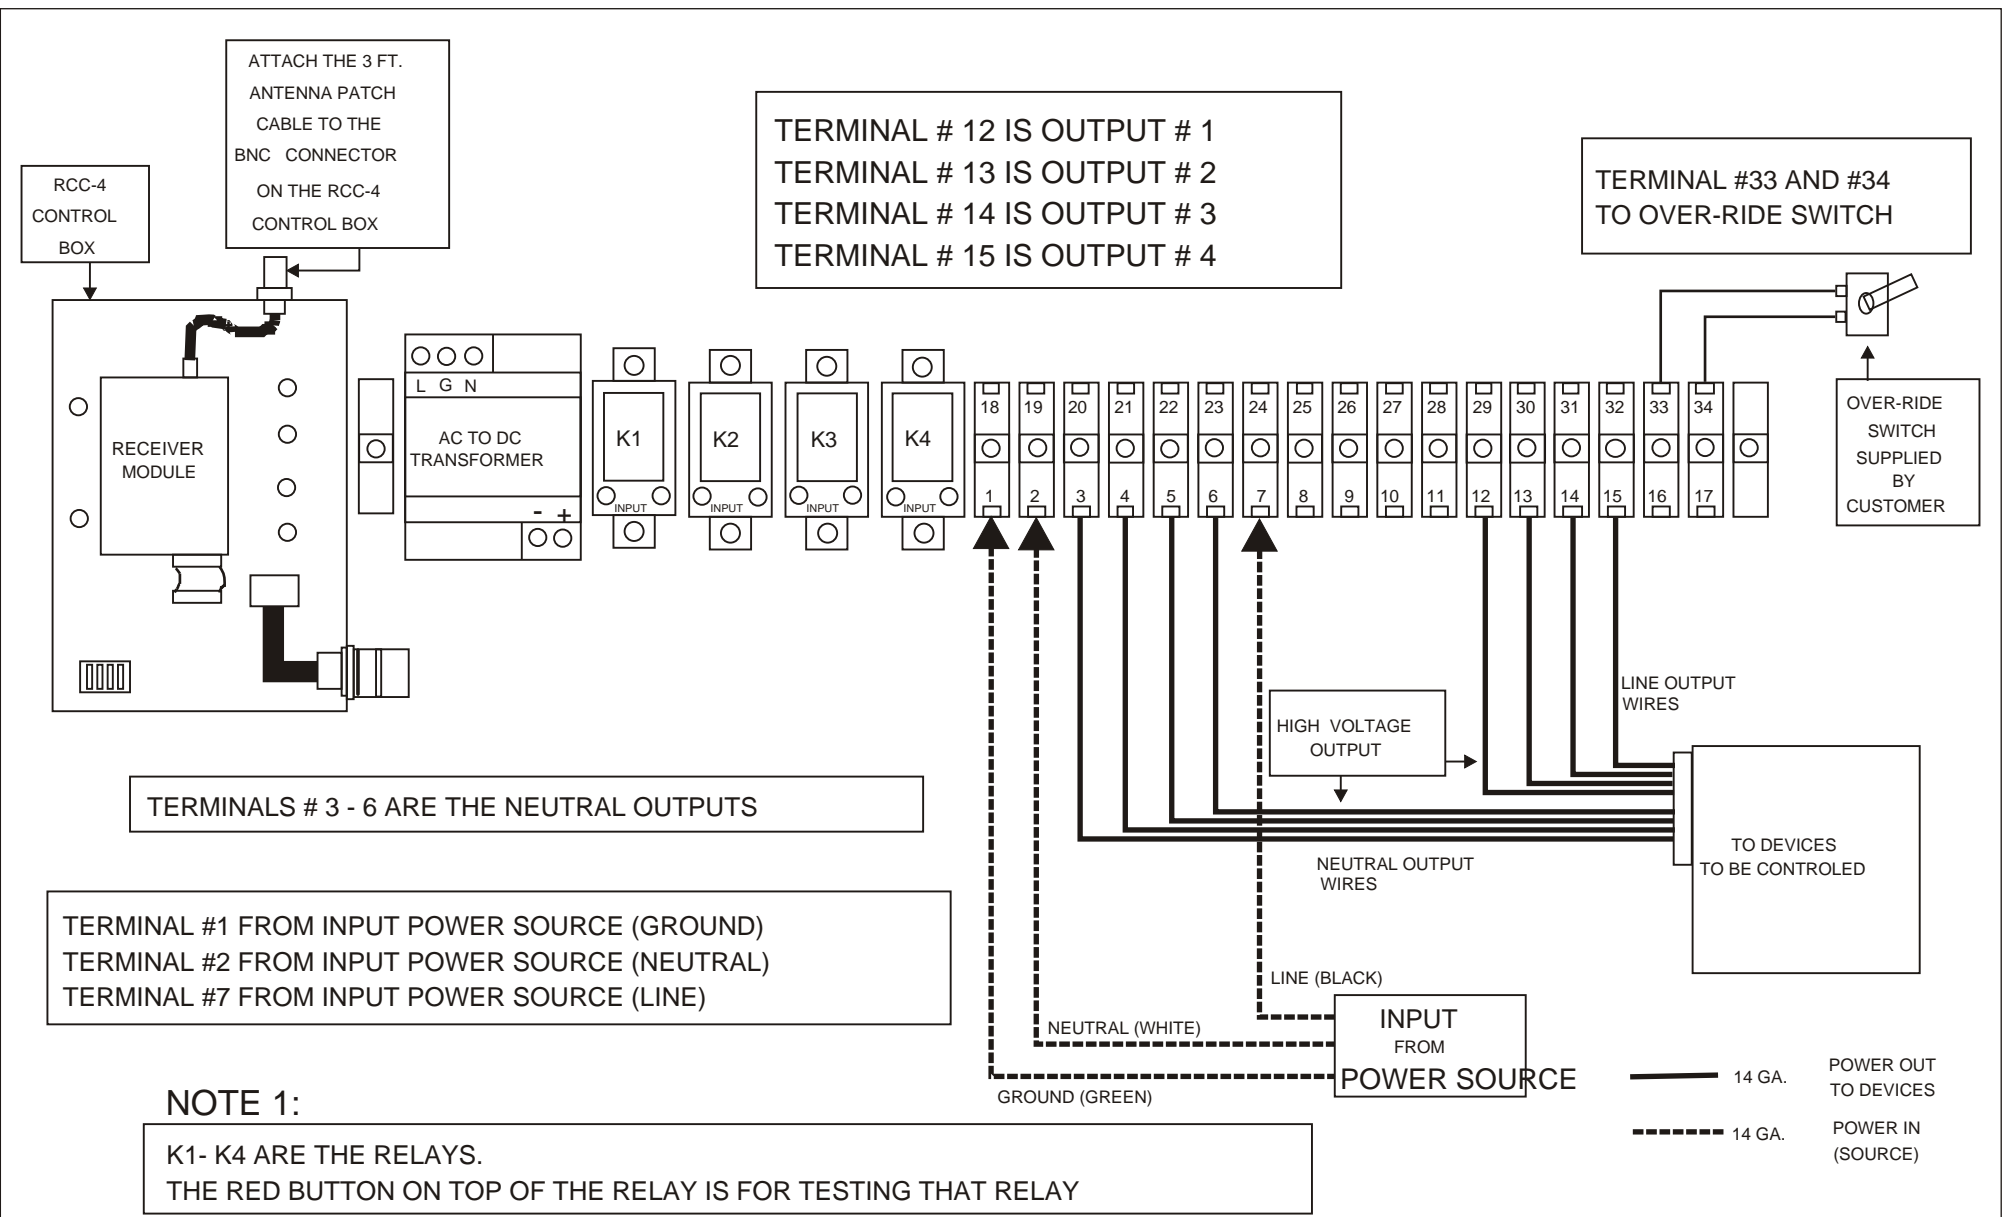 ATTACH THE 3 FT.
ANTENNA PATCH
CABLE TO THE
BNC CONNECTOR
ON THE RCC-4
CONTROL BOX
RCC-4
CONTROL
BOX
TERMINAL # 12 IS OUTPUT # 1
TERMINAL # 13 IS OUTPUT # 2
TERMINAL # 14 IS OUTPUT # 3
TERMINAL # 15 IS OUTPUT # 4
TERMINAL #33 AND #34
TO OVER-RIDE SWITCH
RECEIVER
MODULE
L G N
AC TO DC
TRANSFORMER
- +
K1
INPUT
K2
INPUT
K3
INPUT
K4
INPUT
18 19 20 21 22 23 24 25 26 27 28 29 30 31 32 33 34
1 2 3 4 5 6 7 8 9 10 11 12 13 14 15 16 17
OVER-RIDE
SWITCH
SUPPLIED
BY
CUSTOMER
LINE OUTPUT
WIRES
HIGH VOLTAGE
OUTPUT
NEUTRAL OUTPUT
WIRES
TO DEVICES
TO BE CONTROLED
TERMINALS # 3 - 6 ARE THE NEUTRAL OUTPUTS
TERMINAL #1 FROM INPUT POWER SOURCE (GROUND)
TERMINAL #2 FROM INPUT POWER SOURCE (NEUTRAL)
TERMINAL #7 FROM INPUT POWER SOURCE (LINE)
LINE (BLACK)
NEUTRAL (WHITE)
GROUND (GREEN)
INPUT
FROM
POWER SOURCE
14 GA.
POWER OUT
TO DEVICES
14 GA.
POWER IN
(SOURCE)
NOTE 1:
K1- K4 ARE THE RELAYS.
THE RED BUTTON ON TOP OF THE RELAY IS FOR TESTING THAT RELAY